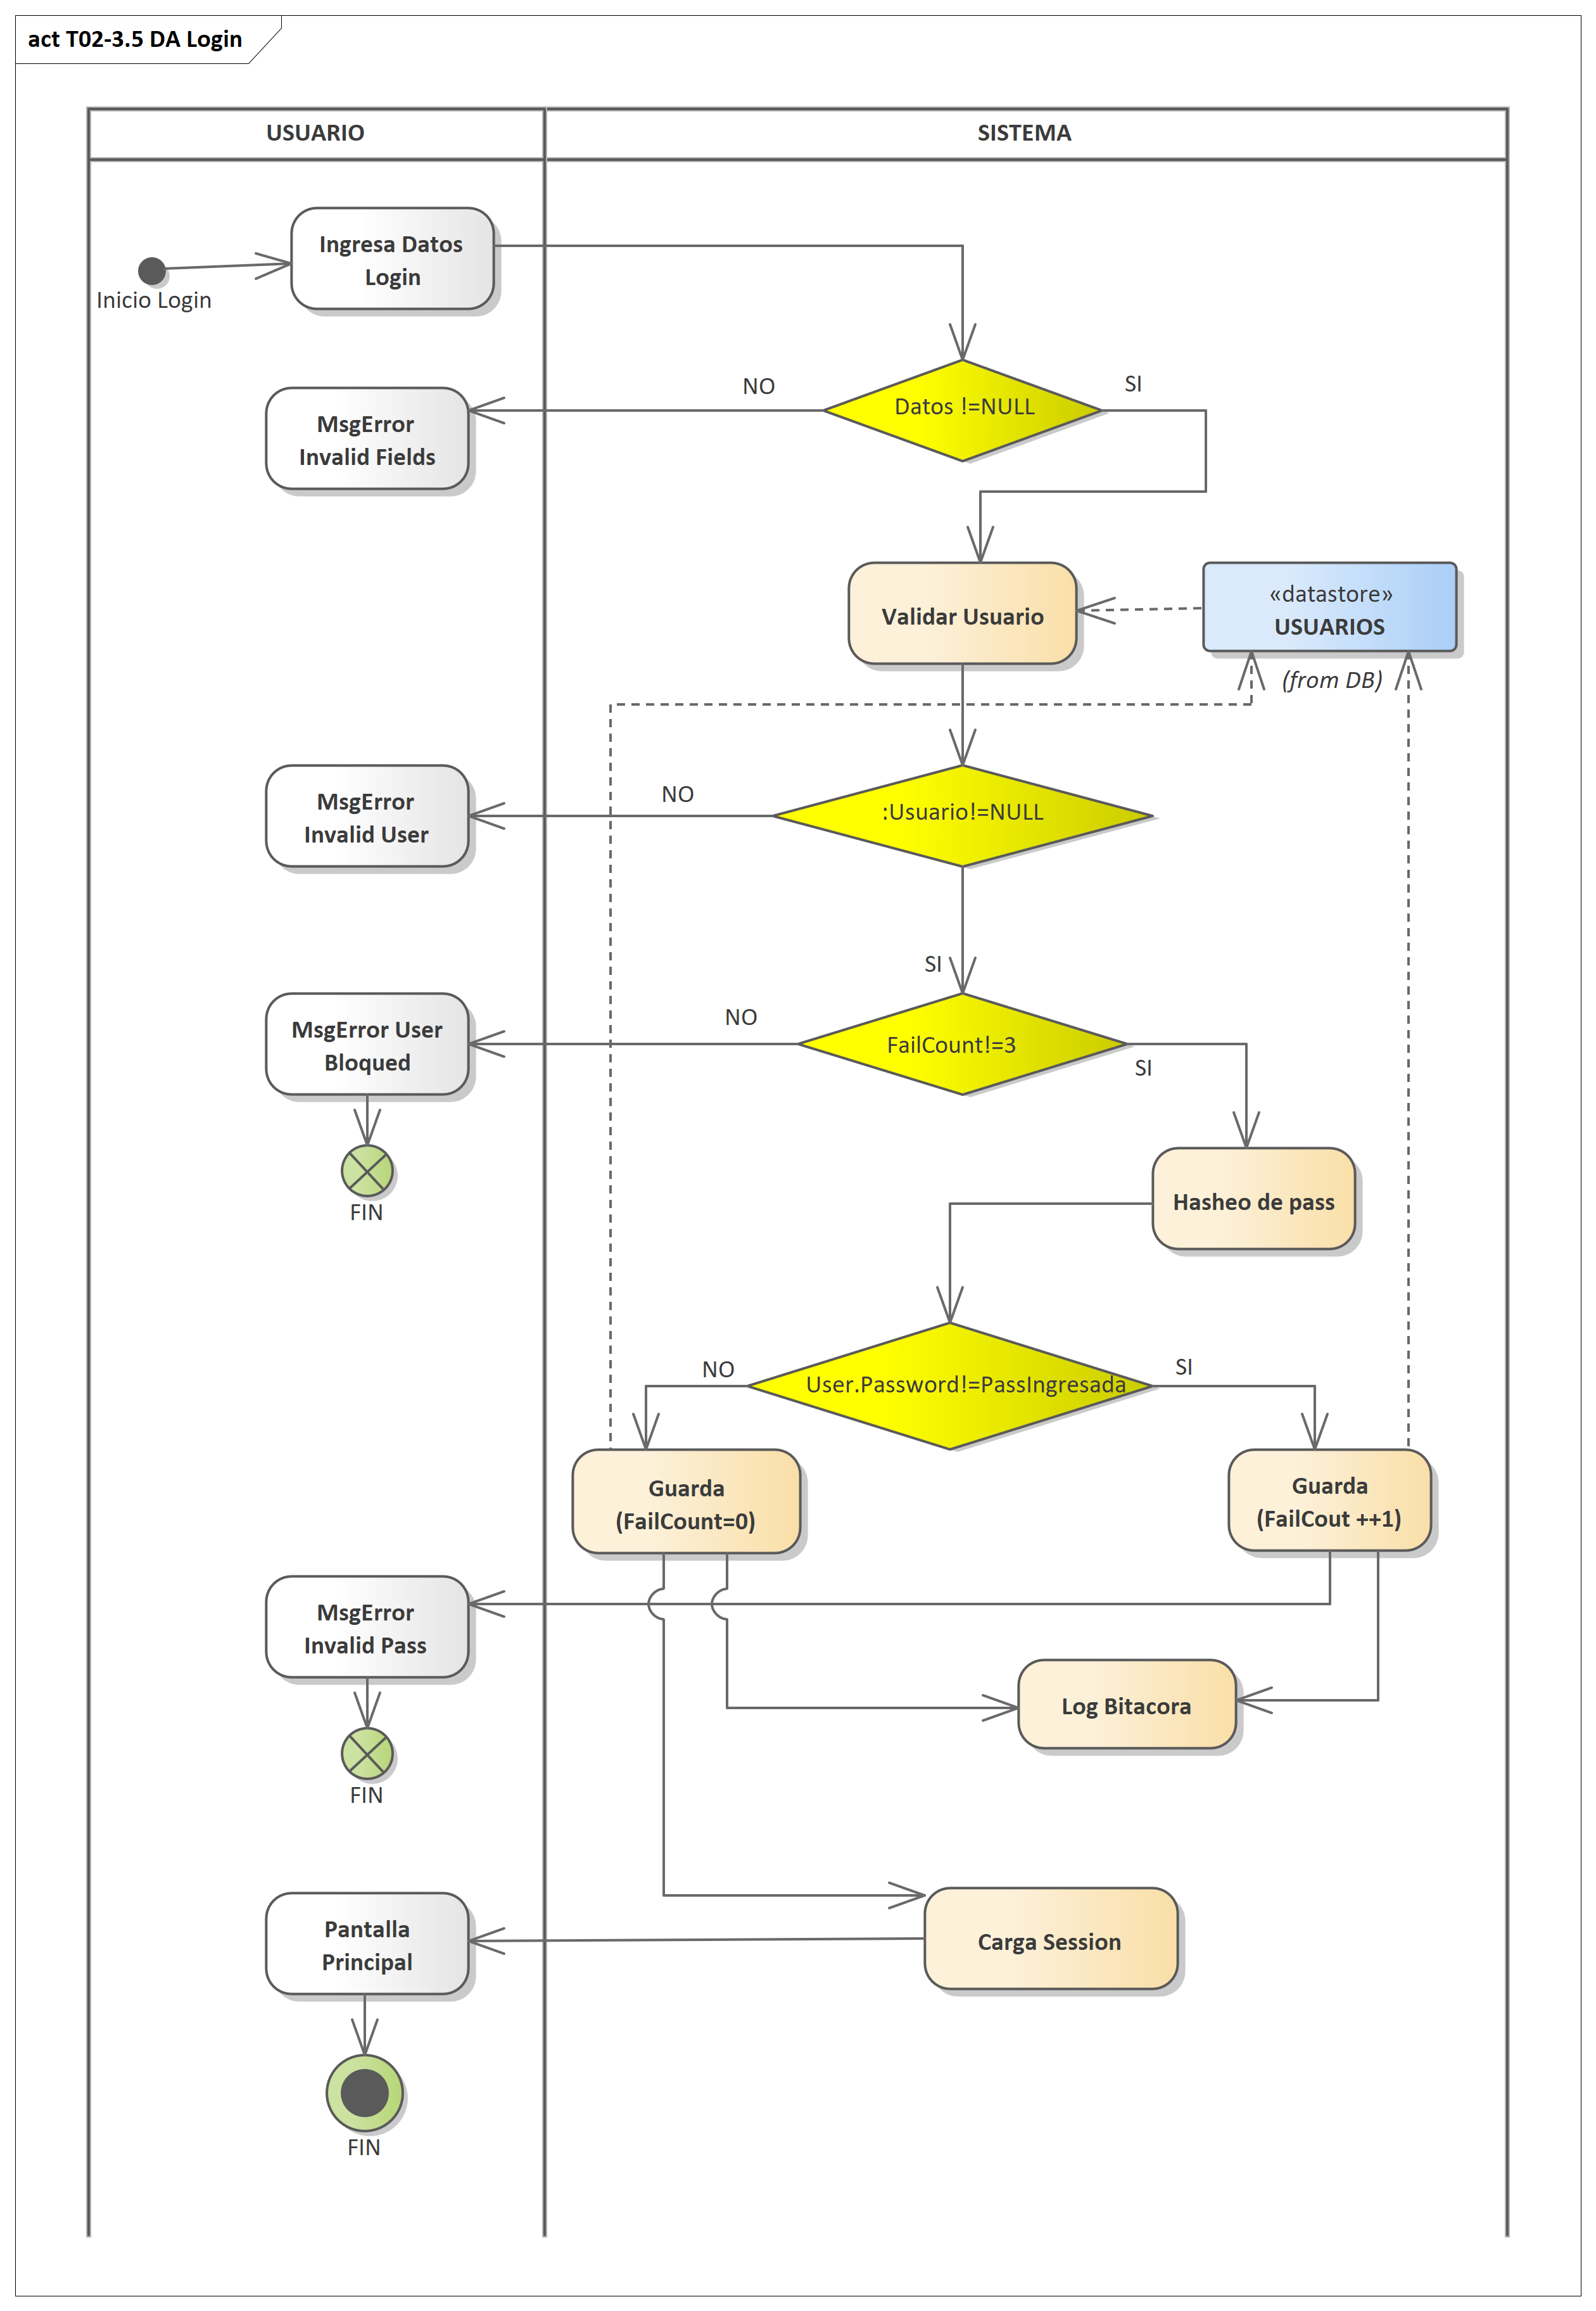 act T02-3.5 DA Login
USUARIO
SISTEMA
Ingresa Datos
Login
Inicio Login
NO
Datos !=NULL
SI
MsgError
Invalid Fields
Validar Usuario
«datastore»
USUARIOS
(from DB)
MsgError
Invalid User
NO
:Usuario!=NULL
SI
MsgError User
Bloqued
NO
FailCount!=3
SI
FIN
Hasheo de pass
NO
User.Password!=PassIngresada
SI
Guarda
(FailCount=0)
Guarda
(FailCout ++1)
MsgError
Invalid Pass
Log Bitacora
FIN
Pantalla
Principal
Carga Session
FIN